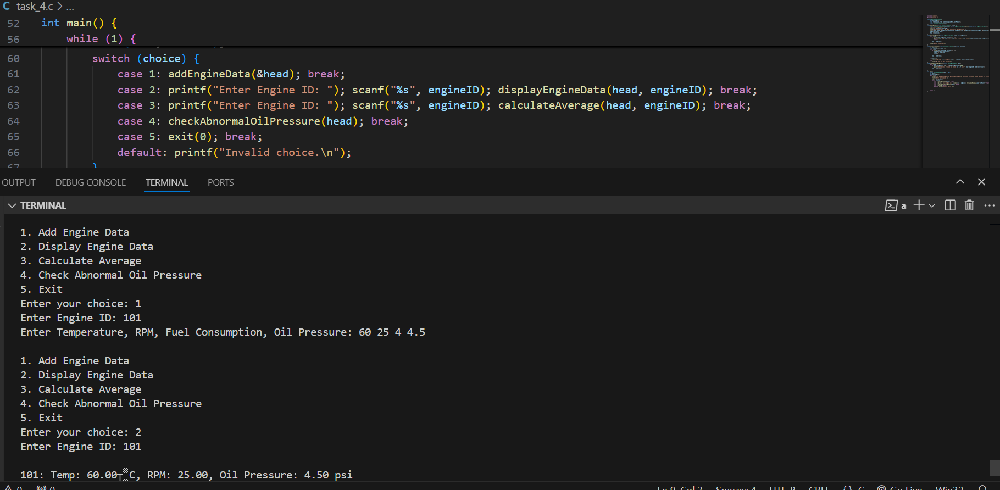 task_4.c > ...
52 int main() {
56 while (1) {
60 switch (choice) {
61 case 1: addEngineData(&head); break;
62 case 2: printf("Enter Engine ID: "); scanf("%s", engineID); displayEngineData(head, engineID); break;
63 case 3: printf("Enter Engine ID: "); scanf("%s", engineID); calculateAverage(head, engineID); break;
64 case 4: checkAbnormalOilPressure(head); break;
65 case 5: exit(0); break;
66 default: printf("Invalid choice.\n");
67 }
OUTPUT DEBUG CONSOLE TERMINAL PORTS
TERMINAL
a
1. Add Engine Data
2. Display Engine Data
3. Calculate Average
4. Check Abnormal Oil Pressure
5. Exit
Enter your choice: 1
Enter Engine ID: 101
Enter Temperature, RPM, Fuel Consumption, Oil Pressure: 60 25 4 4.5
1. Add Engine Data
2. Display Engine Data
3. Calculate Average
4. Check Abnormal Oil Pressure
5. Exit
Enter your choice: 2
Enter Engine ID: 101
101: Temp: 60.00┬░C, RPM: 25.00, Oil Pressure: 4.50 psi
0 0 Ln 9, Col 3 Spaces: 4 UTF-8 CRLF {} C Go Live Win32